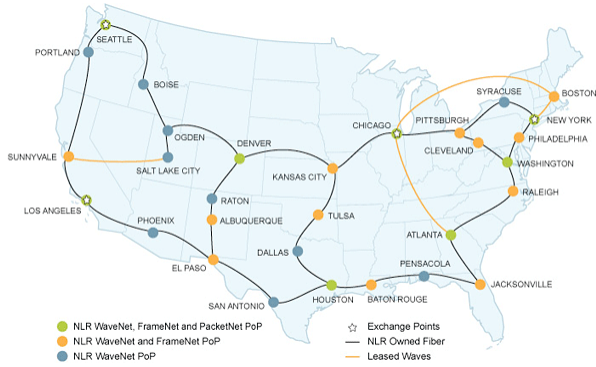 SEATTLE
PORTLAND
BOISE
SYRACUSE
BOSTON
CHICAGO
PITTSBURGH
NEW YORK
OGDEN
DENVER
CLEVELAND
PHILADELPHIA
SUNNYVALE
SALT LAKE CITY
KANSAS CITY
WASHINGTON
RATON
RALEIGH
LOS ANGELES
PHOENIX
ALBUQUERQUE
TULSA
ATLANTA
DALLAS
PENSACOLA
EL PASO
JACKSONVILLE
SAN ANTONIO
HOUSTON
BATON ROUGE
NLR WaveNet, FrameNet and PacketNet PoP
NLR WaveNet and FrameNet PoP
NLR WaveNet PoP
Exchange Points
NLR Owned Fiber
Leased Waves